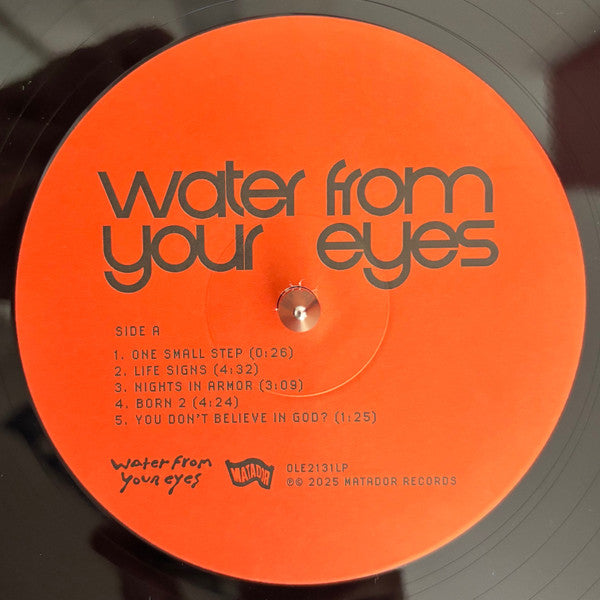 water from
your eyes
SIDE A
1. ONE SMALL STEP (0:26)
2. LIFE SIGNS (4:32)
3. NIGHTS IN ARMOR (3:09)
4. BORN 2 (4:24)
5. YOU DON'T BELIEVE IN GOD? (1:25)
water from
your eyes
MATADOR
OLE2131LP
℗© 2025 MATADOR RECORDS